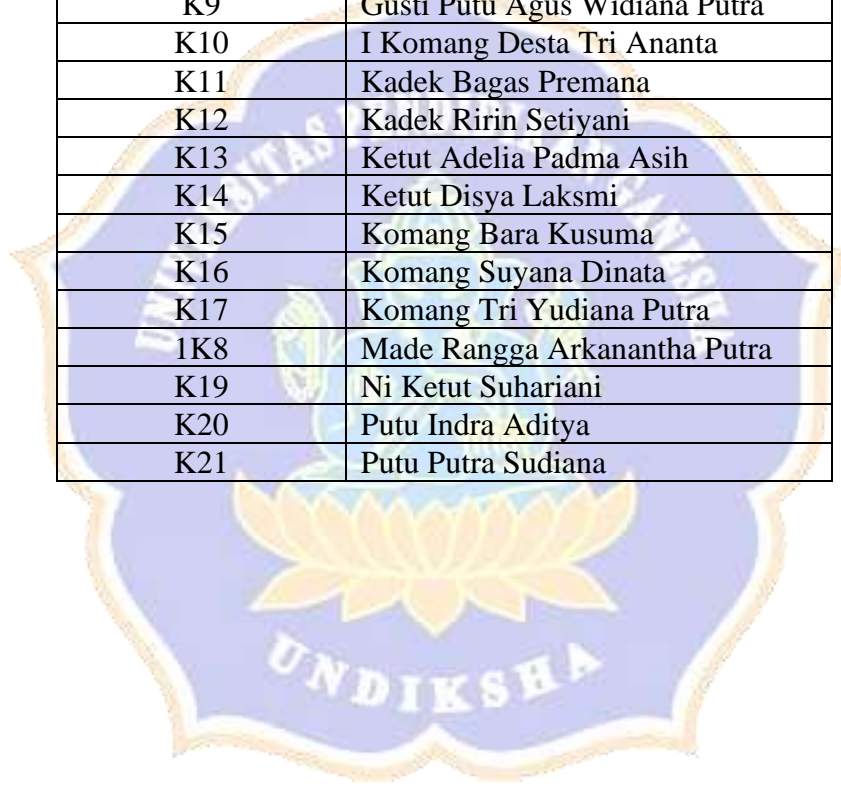 K9 Gusti Putu Agus Widiana Putra
K10 I Komang Desta Tri Ananta
K11 Kadek Bagas Premana
K12 Kadek Ririn Setiyani
K13 Ketut Adelia Padma Asih
K14 Ketut Disya Laksmi
K15 Komang Bara Kusuma
K16 Komang Suyana Dinata
K17 Komang Tri Yudiana Putra
1K8 Made Rangga Arkanantha Putra
K19 Ni Ketut Suhariani
K20 Putu Indra Aditya
K21 Putu Putra Sudiana
UNIVERSITAS PENDIDIKAN GANESHA
UNDIKSHA